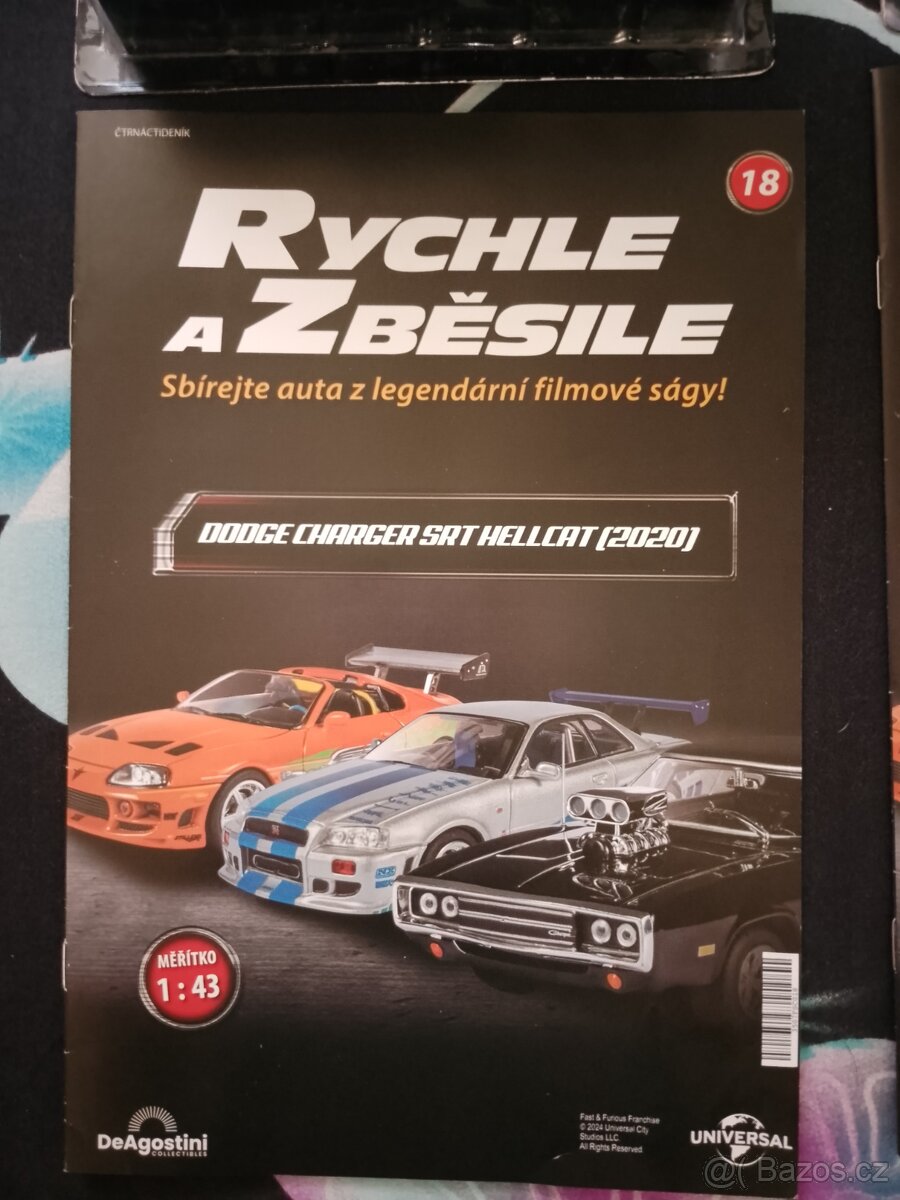 ČTRNÁCTIDENÍK
18
RYCHLE
A ZBĚSILE
Sbírejte auta z legendární filmové ságy!
DODGE CHARGER SRT HELLCAT (2020)
MĚŘÍTKO
1 : 43
DeAgostini
COLLECTIBLES
Fast & Furious Franchise
© 2024 Universal City
Studios LLC.
All Rights Reserved.
UNIVERSAL
@( Bazos.cz